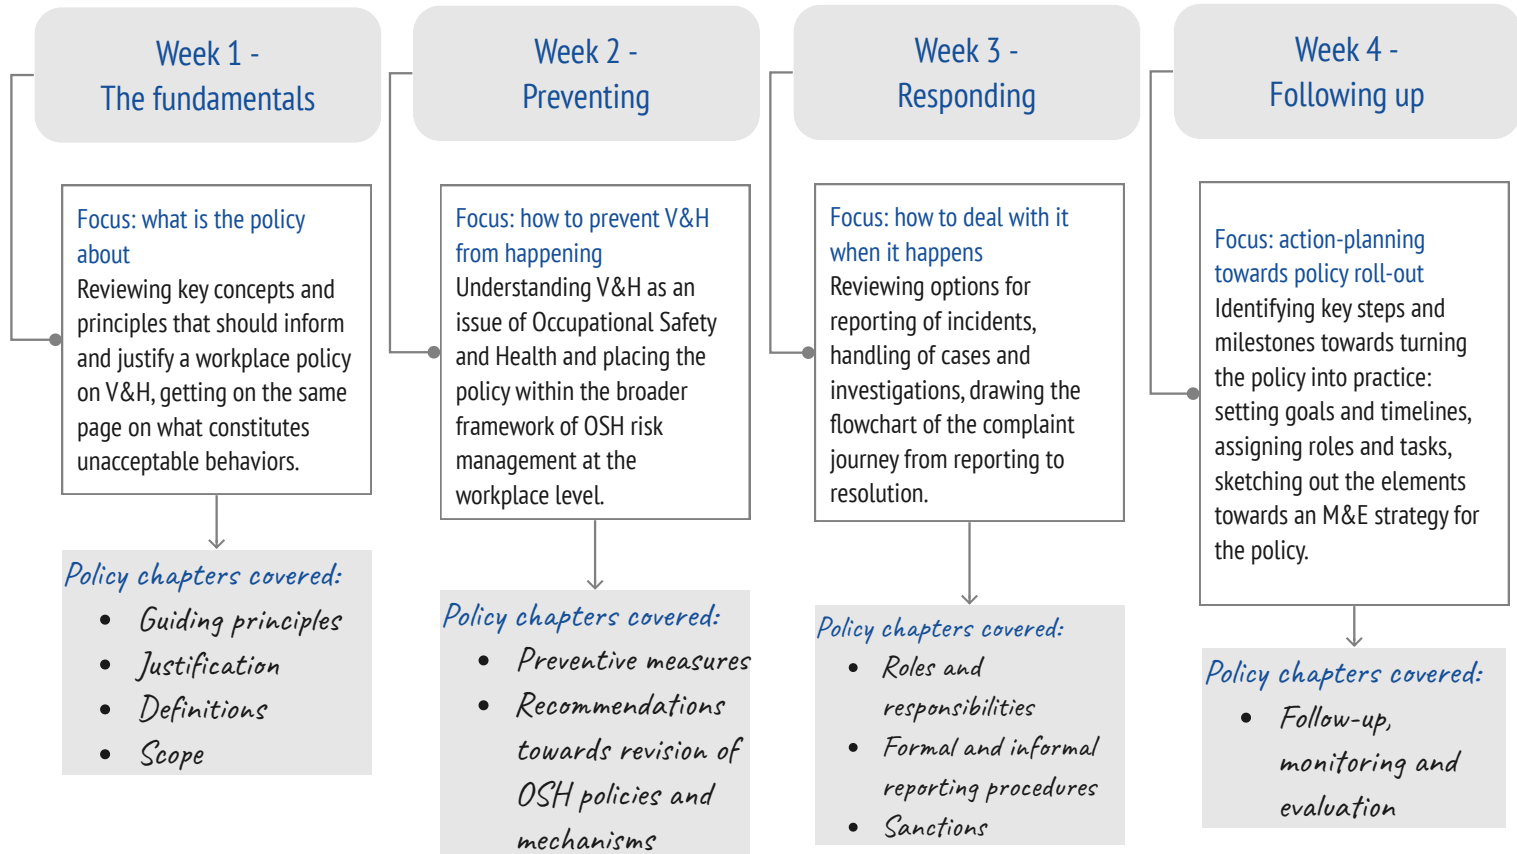 Week 1 -
The fundamentals
Focus: what is the policy
about
Reviewing key concepts and
principles that should inform
and justify a workplace policy
on V&H, getting on the same
page on what constitutes
unacceptable behaviors.
Policy chapters covered:
• Guiding principles
• Justification
• Definitions
• Scope
Week 2 -
Preventing
Focus: how to prevent V&H
from happening
Understanding V&H as an
issue of Occupational Safety
and Health and placing the
policy within the broader
framework of OSH risk
management at the
workplace level.
Policy chapters covered:
• Preventive measures
• Recommendations
towards revision of
OSH policies and
mechanisms
Week 3 -
Responding
Focus: how to deal with it
when it happens
Reviewing options for
reporting of incidents,
handling of cases and
investigations, drawing the
flowchart of the complaint
journey from reporting to
resolution.
Policy chapters covered:
• Roles and
responsibilities
• Formal and informal
reporting procedures
• Sanctions
Week 4 -
Following up
Focus: action-planning
towards policy roll-out
Identifying key steps and
milestones towards turning
the policy into practice:
setting goals and timelines,
assigning roles and tasks,
sketching out the elements
towards an M&E strategy for
the policy.
Policy chapters covered:
• Follow-up,
monitoring and
evaluation